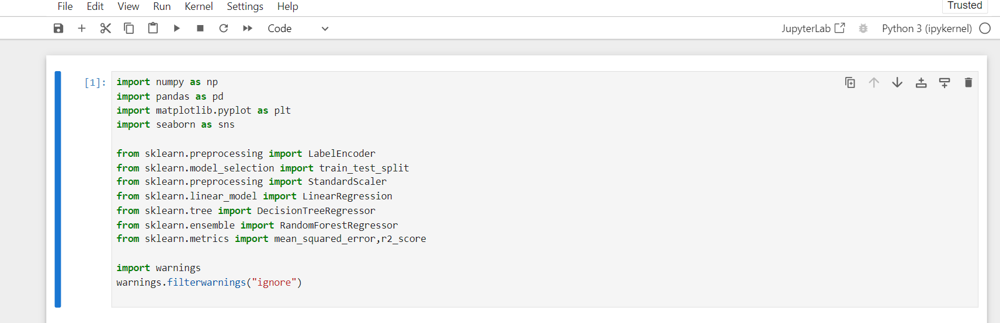 File Edit View Run Kernel Settings Help
Trusted
Code
JupyterLab
Python 3 (ipykernel)
[1]:
import numpy as np
import pandas as pd
import matplotlib.pyplot as plt
import seaborn as sns
from sklearn.preprocessing import LabelEncoder
from sklearn.model_selection import train_test_split
from sklearn.preprocessing import StandardScaler
from sklearn.linear_model import LinearRegression
from sklearn.tree import DecisionTreeRegressor
from sklearn.ensemble import RandomForestRegressor
from sklearn.metrics import mean_squared_error,r2_score
import warnings
warnings.filterwarnings("ignore")